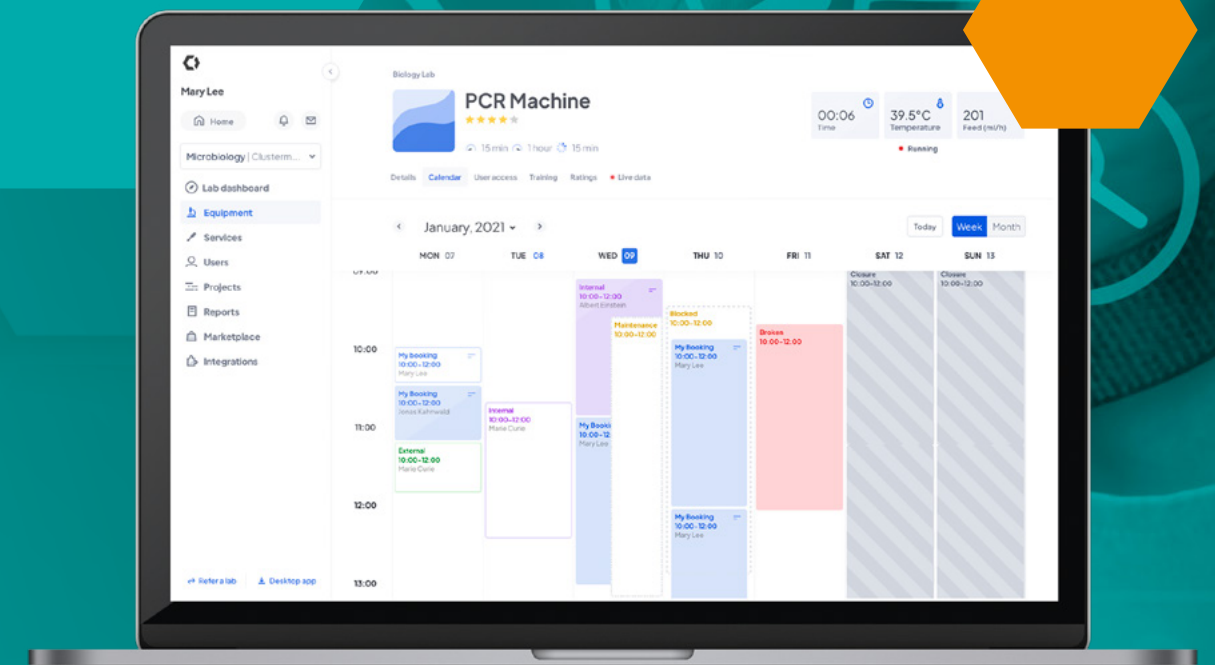 Mary Lee
Home
Microbiology | Clusterm...
Lab dashboard
Equipment
Services
Users
Projects
Reports
Marketplace
Integrations
Refer a lab
Desktop app
Biology Lab
PCR Machine
15 min 1 hour 15 min
00:06
Time
39.5°C
Temperature
201
Feed (ml/h)
Running
Details Calendar User access Training Ratings Live data
January, 2021
Today Week Month
MON 07 TUE 08 WED 09 THU 10 FRI 11 SAT 12 SUN 13
09:00
10:00
11:00
12:00
13:00
My booking
10:00-12:00
Mary Lee
My Booking
10:00-12:00
Jonas Kahnwald
External
10:00-12:00
Marie Curie
Internal
10:00-12:00
Marie Curie
Internal
10:00-12:00
Albert Einstein
Maintenance
10:00-12:00
My Booki
10:00-12
Mary Lee
Blocked
10:00-12:00
My Booking
10:00-12:00
Mary Lee
My Booking
10:00-12:00
Mary Lee
Broken
10:00-12:00
Closure
10:00-12:00
Closure
10:00-12:00